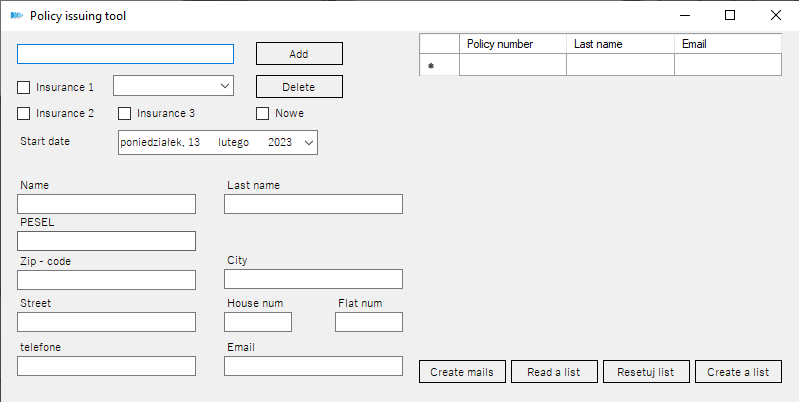 Policy issuing tool
Add
Insurance 1
Delete
Insurance 2 Insurance 3 Nowe
Start date poniedziałek, 13 lutego 2023
Name Last name
PESEL
Zip - code City
Street House num Flat num
telefone Email
Policy number Last name Email
Create mails Read a list Resetuj list Create a list